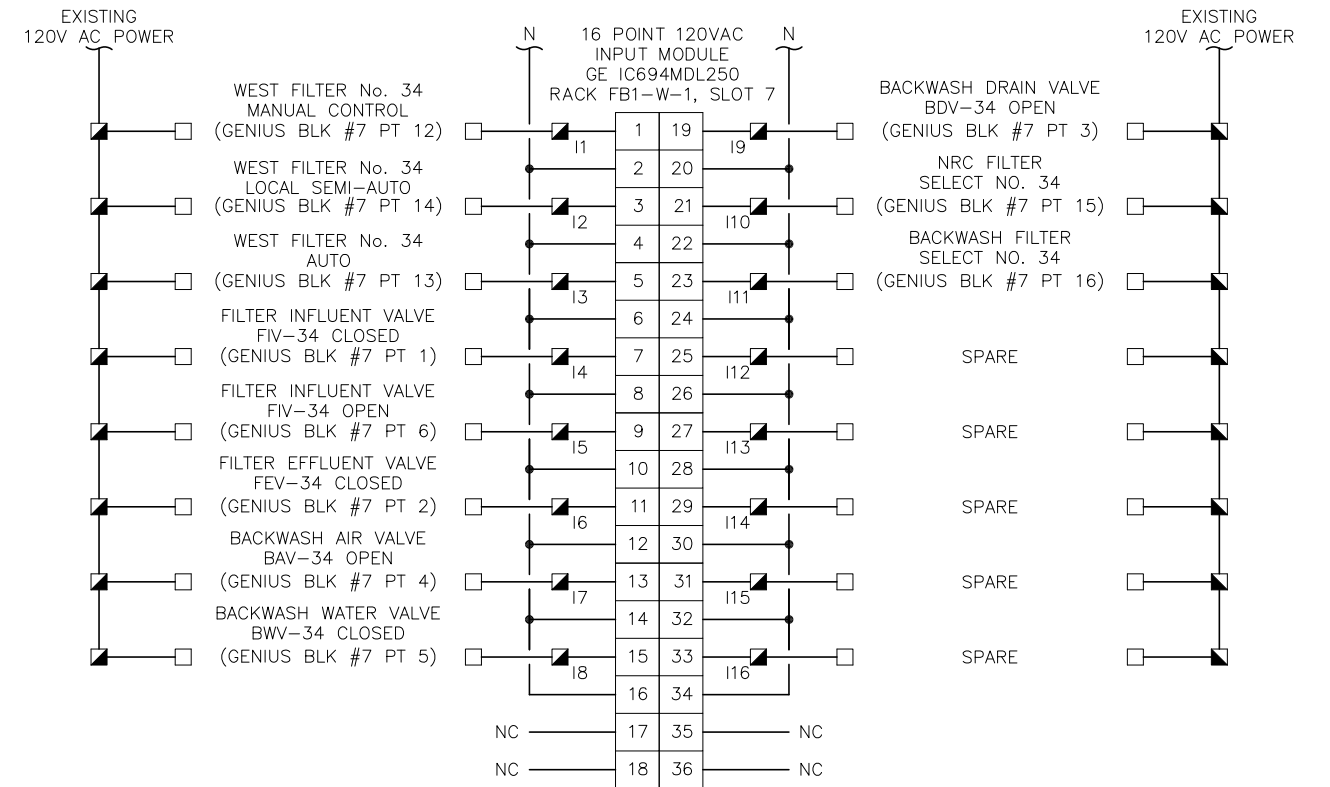 EXISTING
120V AC POWER
N
16 POINT 120VAC
INPUT MODULE
GE IC694MDL250
RACK FB1-W-1, SLOT 7
N
EXISTING
120V AC POWER
WEST FILTER No. 34
MANUAL CONTROL
(GENIUS BLK #7 PT 12)
I1
1 19
I9
BACKWASH DRAIN VALVE
BDV-34 OPEN
(GENIUS BLK #7 PT 3)
2 20
WEST FILTER No. 34
LOCAL SEMI-AUTO
(GENIUS BLK #7 PT 14)
I2
3 21
I10
NRC FILTER
SELECT NO. 34
(GENIUS BLK #7 PT 15)
4 22
WEST FILTER No. 34
AUTO
(GENIUS BLK #7 PT 13)
I3
5 23
I11
BACKWASH FILTER
SELECT NO. 34
(GENIUS BLK #7 PT 16)
6 24
FILTER INFLUENT VALVE
FIV-34 CLOSED
(GENIUS BLK #7 PT 1)
I4
7 25
I12
SPARE
8 26
FILTER INFLUENT VALVE
FIV-34 OPEN
(GENIUS BLK #7 PT 6)
I5
9 27
I13
SPARE
10 28
FILTER EFFLUENT VALVE
FEV-34 CLOSED
(GENIUS BLK #7 PT 2)
I6
11 29
I14
SPARE
12 30
BACKWASH AIR VALVE
BAV-34 OPEN
(GENIUS BLK #7 PT 4)
I7
13 31
I15
SPARE
14 32
BACKWASH WATER VALVE
BWV-34 CLOSED
(GENIUS BLK #7 PT 5)
I8
15 33
I16
SPARE
16 34
NC 17 35 NC
NC 18 36 NC